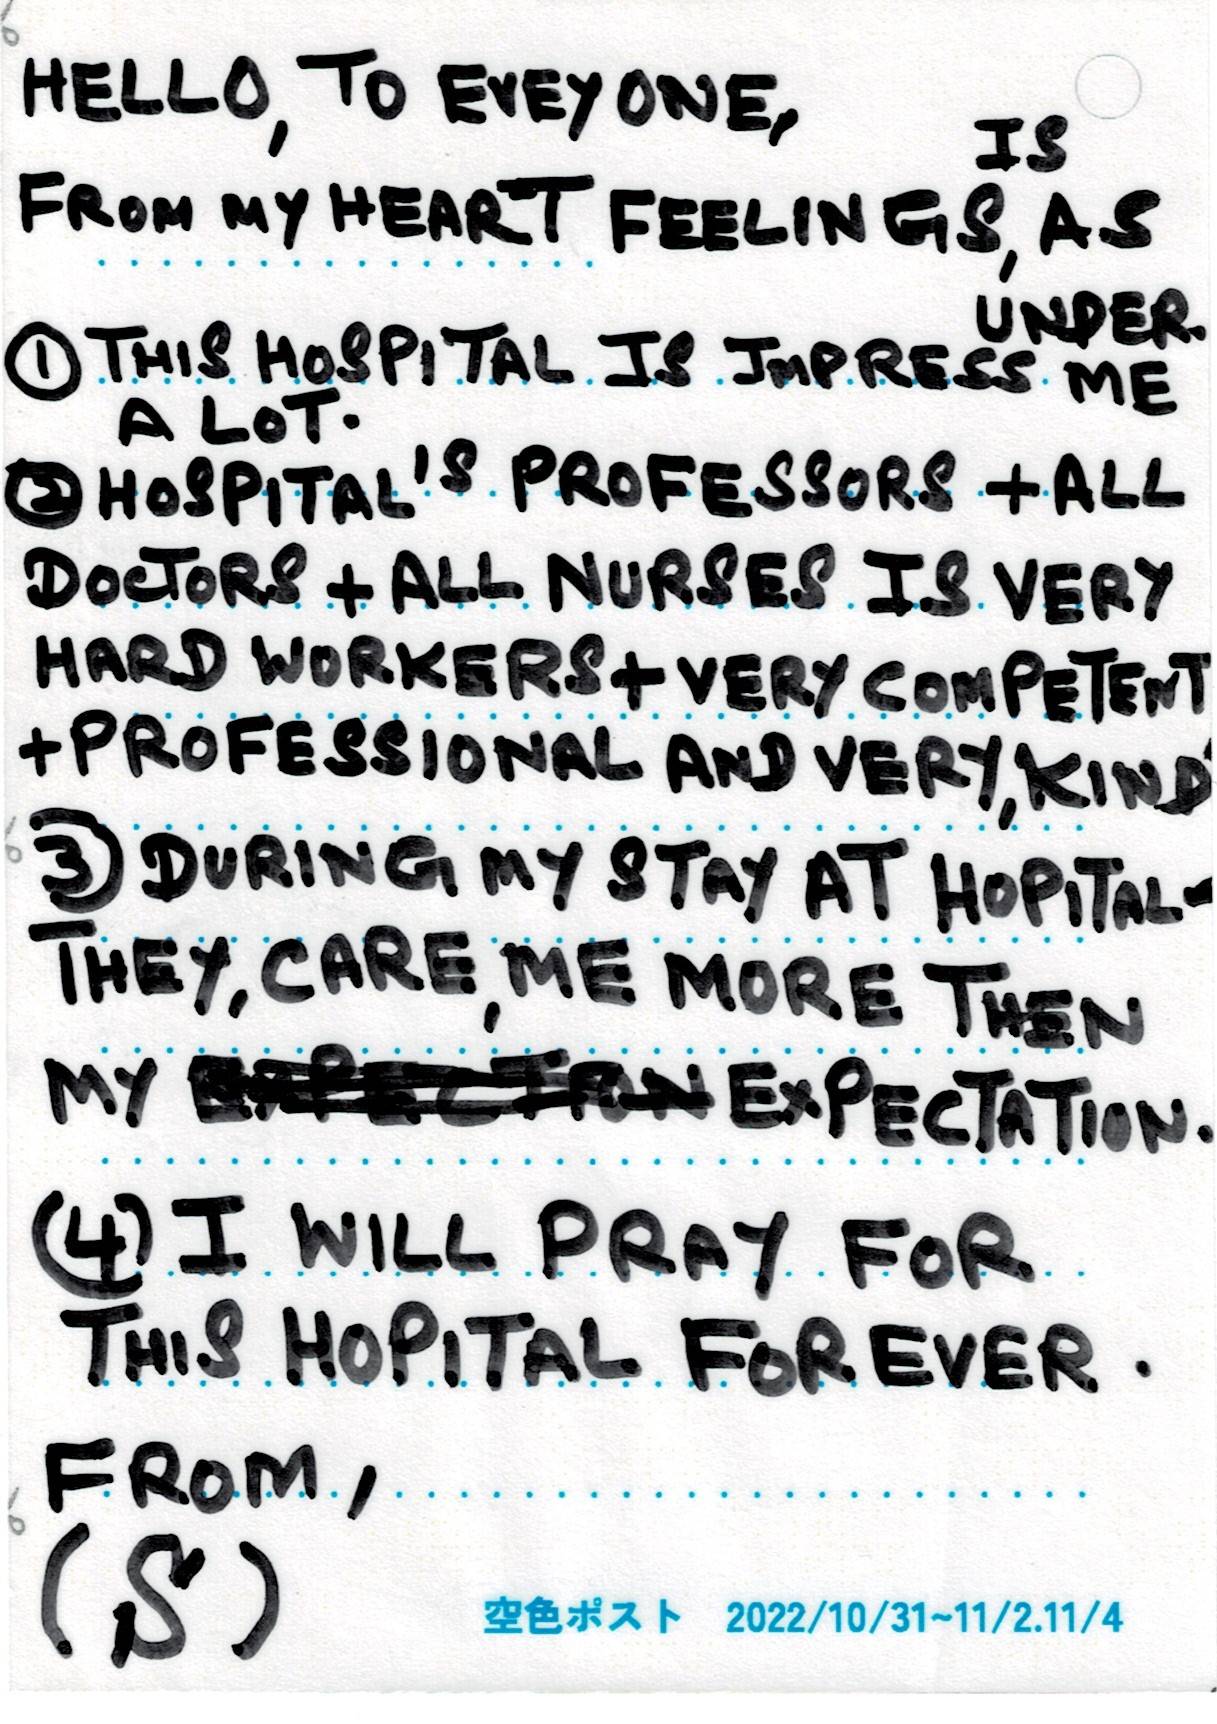 HELLO, TO EVEYONE,
FROM MY HEART FEELINGS, IS AS
UNDER.
① THIS HOSPITAL IS IMPRESS ME
A LOT.
② HOSPITAL'S PROFESSORS + ALL
DOCTORS + ALL NURSES IS VERY
HARD WORKERS + VERY COMPETENT
+ PROFESSIONAL AND VERY, KIND
③ DURING MY STAY AT HOPITAL-
THEY, CARE, ME MORE THEN
MY EXPECTATION.
(4) I WILL PRAY FOR
THIS HOPITAL FOREVER.
FROM,
(S)
空色ポスト 2022/10/31~11/2.11/4